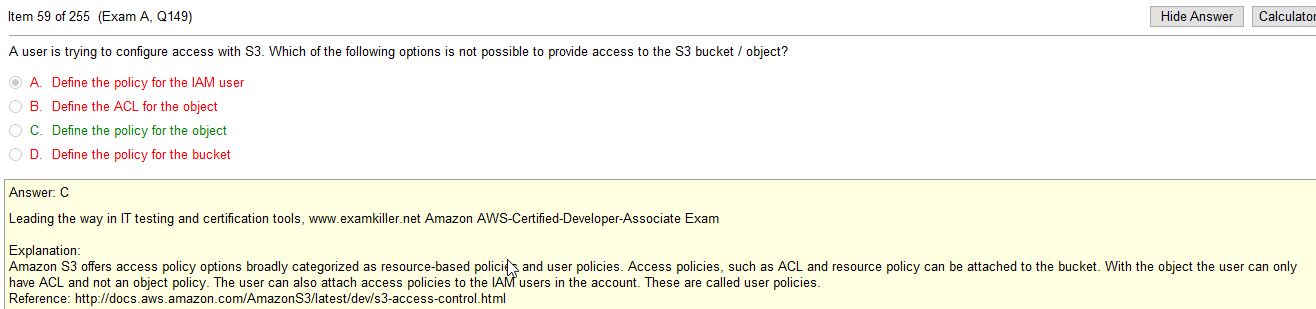 Item 59 of 255  (Exam A, Q149)
Hide Answer
Calculator
A user is trying to configure access with S3. Which of the following options is not possible to provide access to the S3 bucket / object?
A. Define the policy for the IAM user
B. Define the ACL for the object
C. Define the policy for the object
D. Define the policy for the bucket
Answer: C
Leading the way in IT testing and certification tools, www.examkiller.net Amazon AWS-Certified-Developer-Associate Exam
Explanation:
Amazon S3 offers access policy options broadly categorized as resource-based policies and user policies. Access policies, such as ACL and resource policy can be attached to the bucket. With the object the user can only
have ACL and not an object policy. The user can also attach access policies to the IAM users in the account. These are called user policies.
Reference: http://docs.aws.amazon.com/AmazonS3/latest/dev/s3-access-control.html